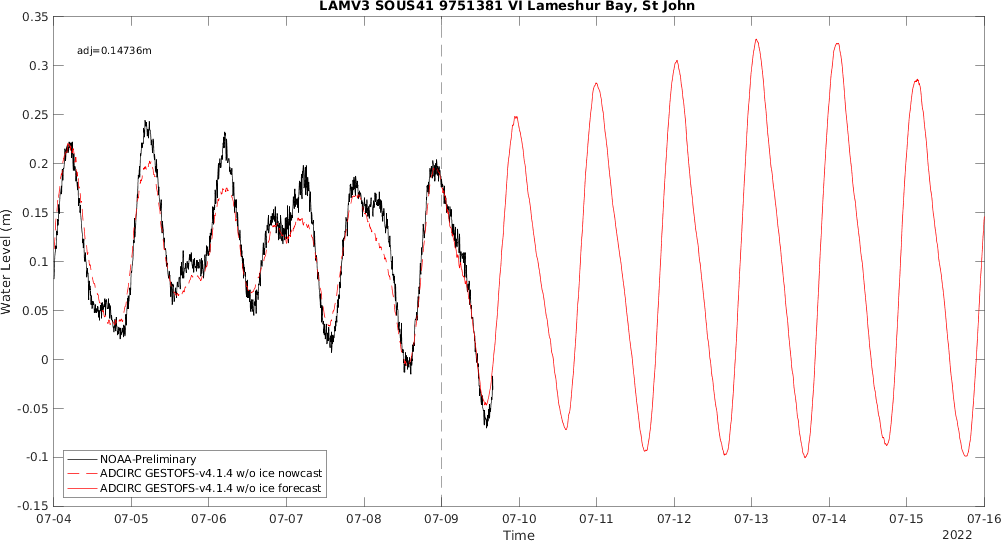 LAMV3 SOUS41 9751381 VI Lameshur Bay, St John
0.35
adj=0.14736m
0.3
0.25
0.2
0.15
0.1
0.05
0
-0.05
-0.1
-0.15
Water Level (m)
NOAA-Preliminary
ADCIRC GESTOFS-v4.1.4 w/o ice nowcast
ADCIRC GESTOFS-v4.1.4 w/o ice forecast
07-04 07-05 07-06 07-07 07-08 07-09 07-10 07-11 07-12 07-13 07-14 07-15 07-16
Time
2022